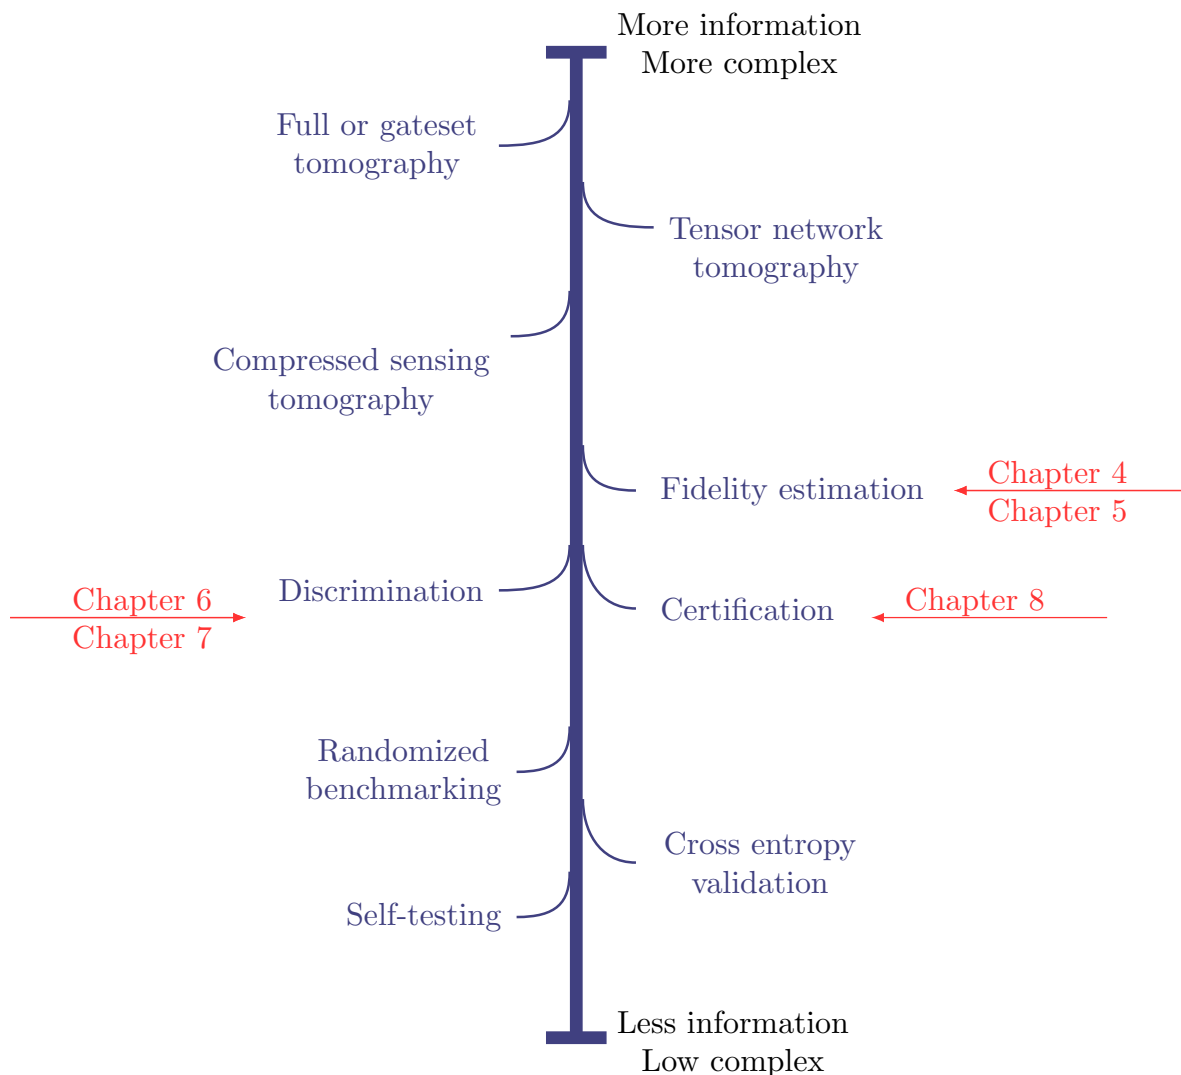 More information
More complex
Full or gateset
tomography
Tensor network
tomography
Compressed sensing
tomography
Fidelity estimation
Chapter 4
Chapter 5
Discrimination
Chapter 6
Chapter 7
Certification
Chapter 8
Randomized
benchmarking
Cross entropy
validation
Self-testing
Less information
Low complex